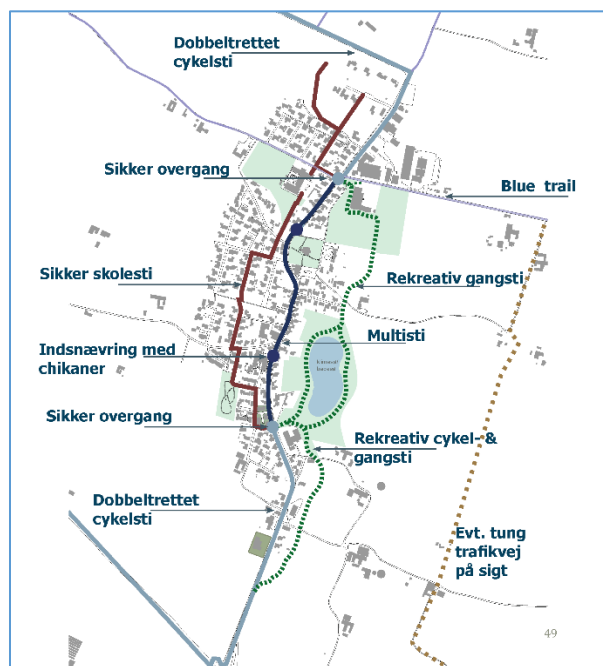 Dobbeltrettet
cykelsti
Sikker overgang
Blue trail
Sikker skolesti
Rekreativ gangsti
Multisti
Indsnævring med
chikaner
Sikker overgang
Rekreativ cykel- &
gangsti
Dobbeltrettet
cykelsti
Evt. tung
trafikvej
på sigt
49